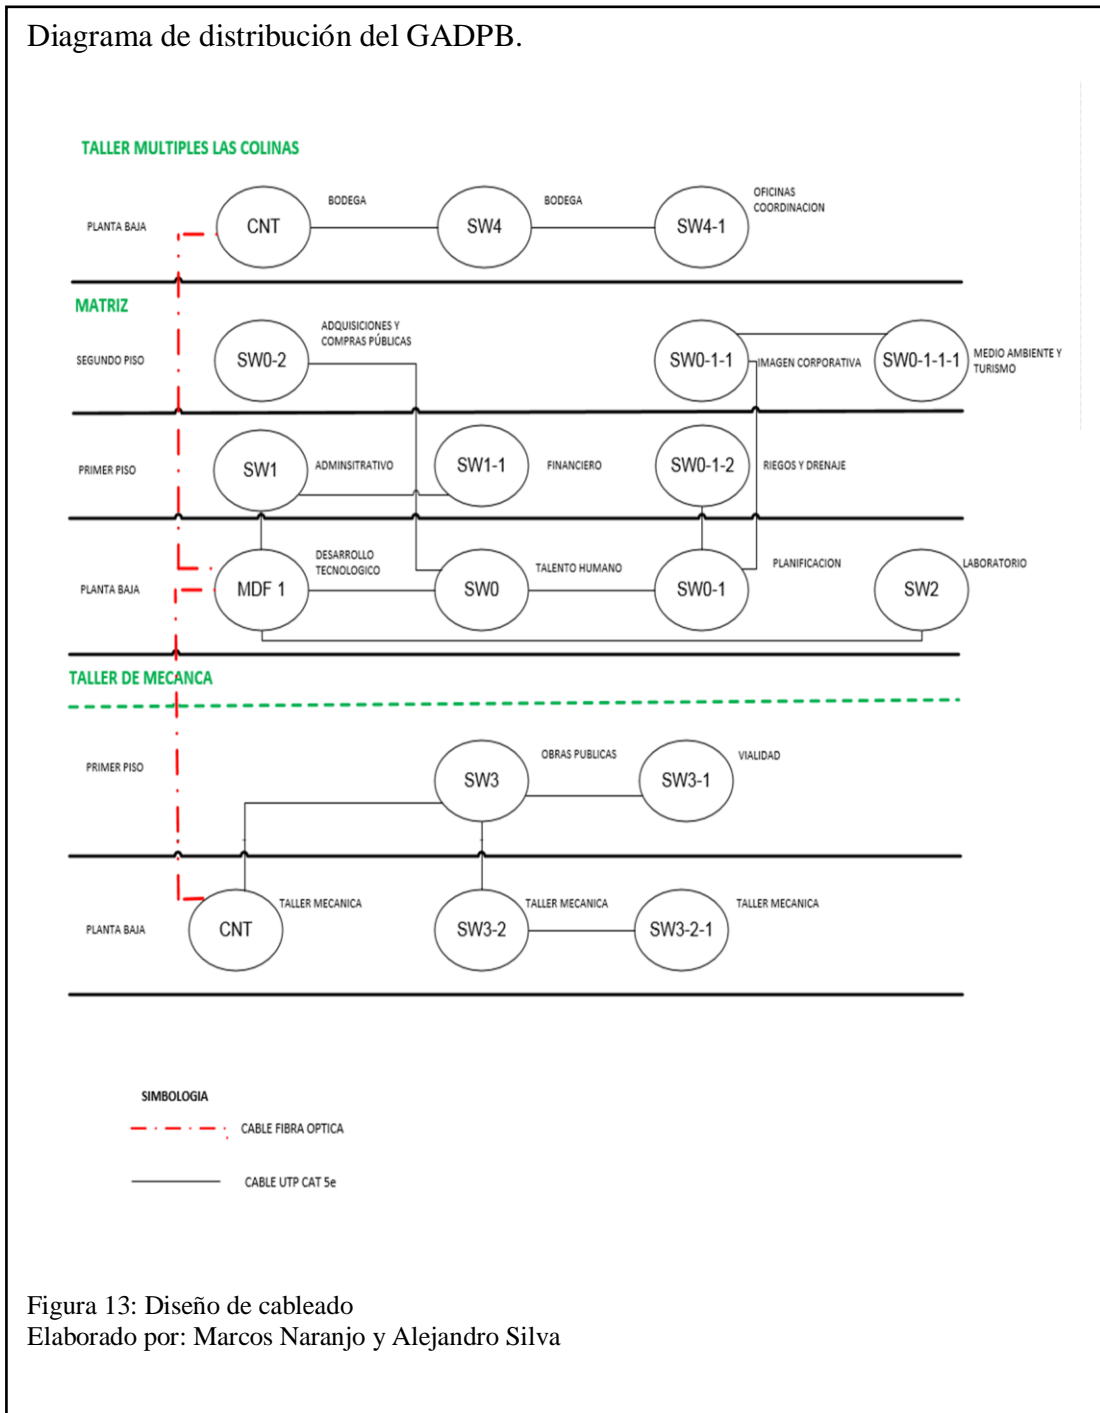 Diagrama de distribución del GADPB.
TALLER MULTIPLES LAS COLINAS
PLANTA BAJA
CNT
BODEGA
SW4
BODEGA
SW4-1
OFICINAS
COORDINACION
MATRIZ
SEGUNDO PISO
SW0-2
ADQUISICIONES Y
COMPRAS PÚBLICAS
SW0-1-1
IMAGEN CORPORATIVA
SW0-1-1-1
MEDIO AMBIENTE Y
TURISMO
PRIMER PISO
SW1
ADMINSITRATIVO
SW1-1
FINANCIERO
SW0-1-2
RIEGOS Y DRENAJE
PLANTA BAJA
MDF 1
DESARROLLO
TECNOLOGICO
SW0
TALENTO HUMANO
SW0-1
PLANIFICACION
SW2
LABORATORIO
TALLER DE MECANCA
PRIMER PISO
SW3
OBRAS PUBLICAS
SW3-1
VIALIDAD
PLANTA BAJA
CNT
TALLER MECANICA
SW3-2
TALLER MECANICA
SW3-2-1
TALLER MECANICA
SIMBOLOGIA
CABLE FIBRA OPTICA
CABLE UTP CAT 5e
Figura 13: Diseño de cableado
Elaborado por: Marcos Naranjo y Alejandro Silva